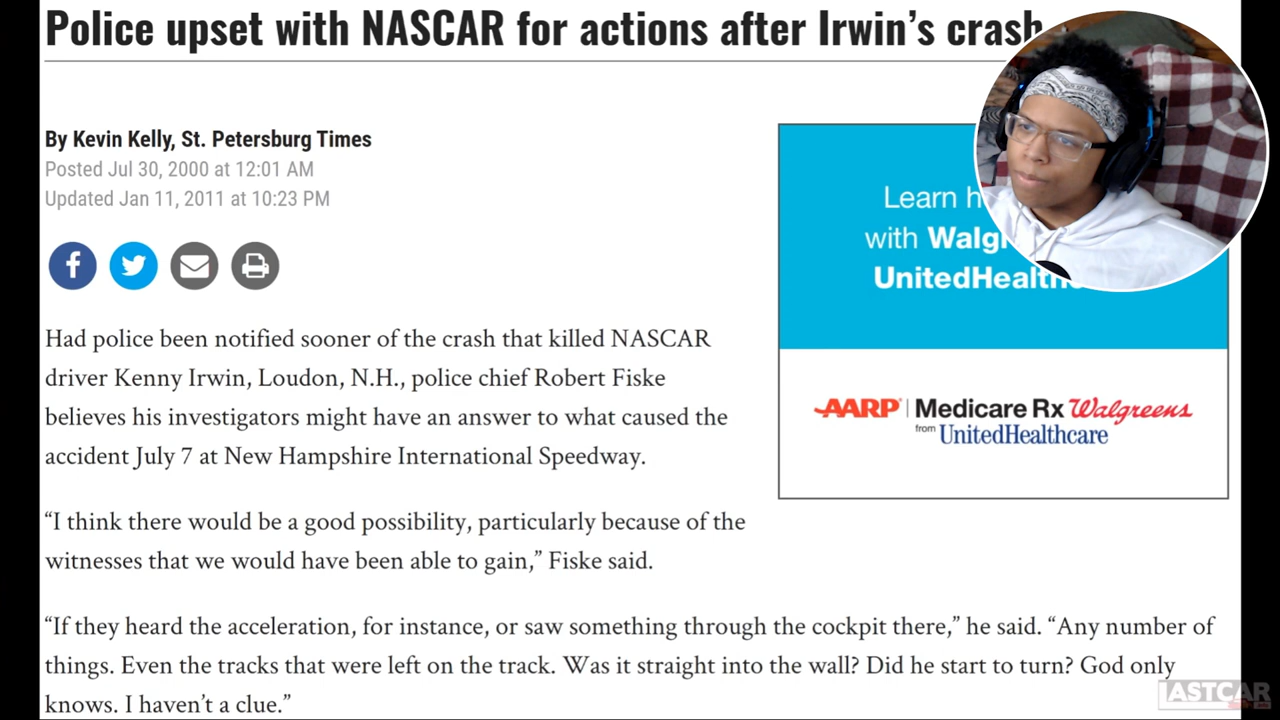 Police upset with NASCAR for actions after Irwin’s crash
By Kevin Kelly, St. Petersburg Times
Posted Jul 30, 2000 at 12:01 AM
Updated Jan 11, 2011 at 10:23 PM
Learn
with
AARP | Medicare Rx Walgreens
from UnitedHealthcare
Had police been notified sooner of the crash that killed NASCAR
driver Kenny Irwin, Loudon, N.H., police chief Robert Fiske
believes his investigators might have an answer to what caused the
accident July 7 at New Hampshire International Speedway.
“I think there would be a good possibility, particularly because of the
witnesses that we would have been able to gain,” Fiske said.
“If they heard the acceleration, for instance, or saw something through the cockpit there,” he said. “Any number of
things. Even the tracks that were left on the track. Was it straight into the wall? Did he start to turn? God only
knows. I haven’t a clue.”
LASTCAR